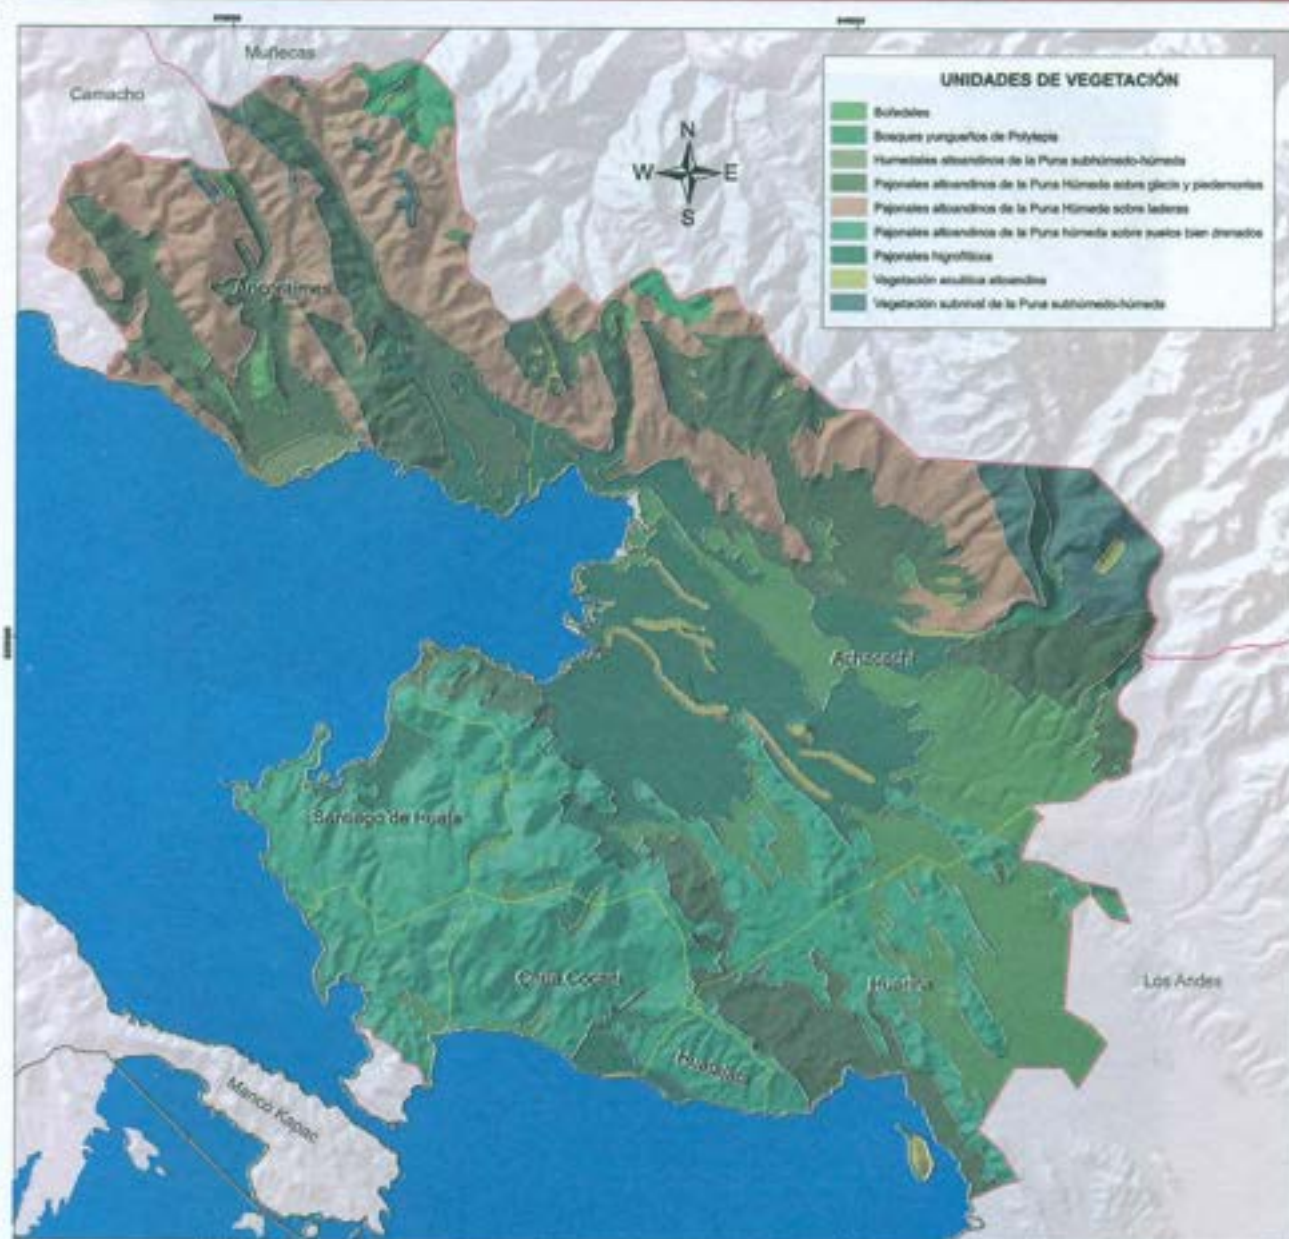 Muñecas
Camacho
UNIDADES DE VEGETACIÓN
Bofedales
Bosques yungueños de Polylepis
Humedales altoandinos de la Puna subhúmedo-húmeda
Pajonales altoandinos de la Puna Húmeda sobre glacis y piedemontes
Pajonales altoandinos de la Puna Húmeda sobre laderas
Pajonales altoandinos de la Puna húmeda sobre suelos bien drenados
Pajonales higrofíticos
Vegetación acuática altoandina
Vegetación subnival de la Puna subhúmedo-húmeda
N
W E
S
Ancoraimes
Achacachi
Santiago de Huata
Chua Cocani
Huarina
Los Andes
Huatajata
Manco Kapac